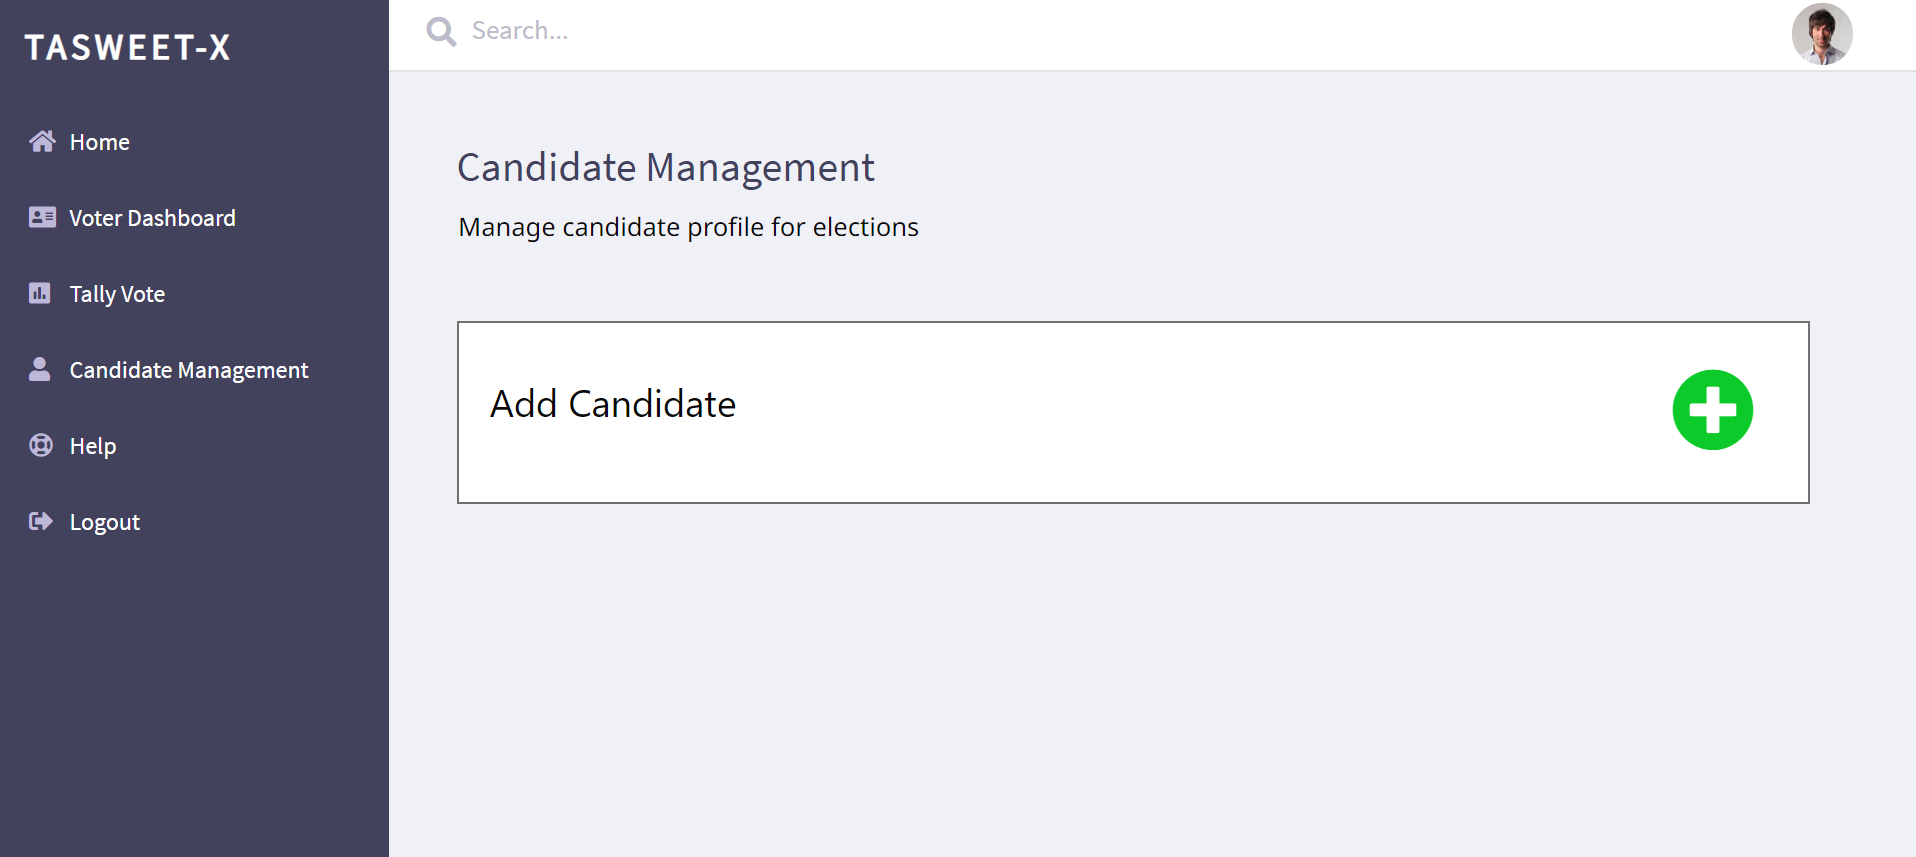 TASWEET-X
Search...
Home
Voter Dashboard
Tally Vote
Candidate Management
Help
Logout
Candidate Management
Manage candidate profile for elections
Add Candidate